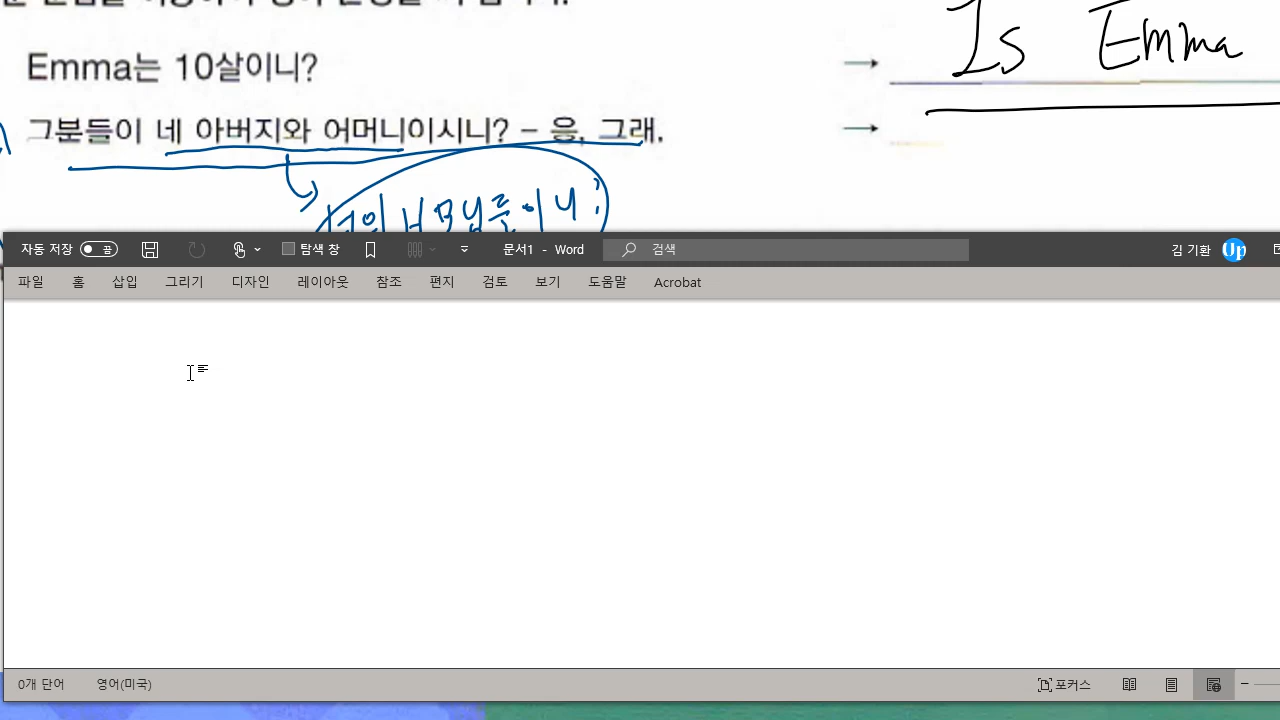 Is Emma
Emma는 10살이니? →
그분들이 네 아버지와 어머니이시니? – 응, 그래. →
자동 저장 끔 탐색 창 문서1 - Word 검색 김 기환 Up
파일 홈 삽입 그리기 디자인 레이아웃 참조 편지 검토 보기 도움말 Acrobat
0개 단어 영어(미국) 포커스